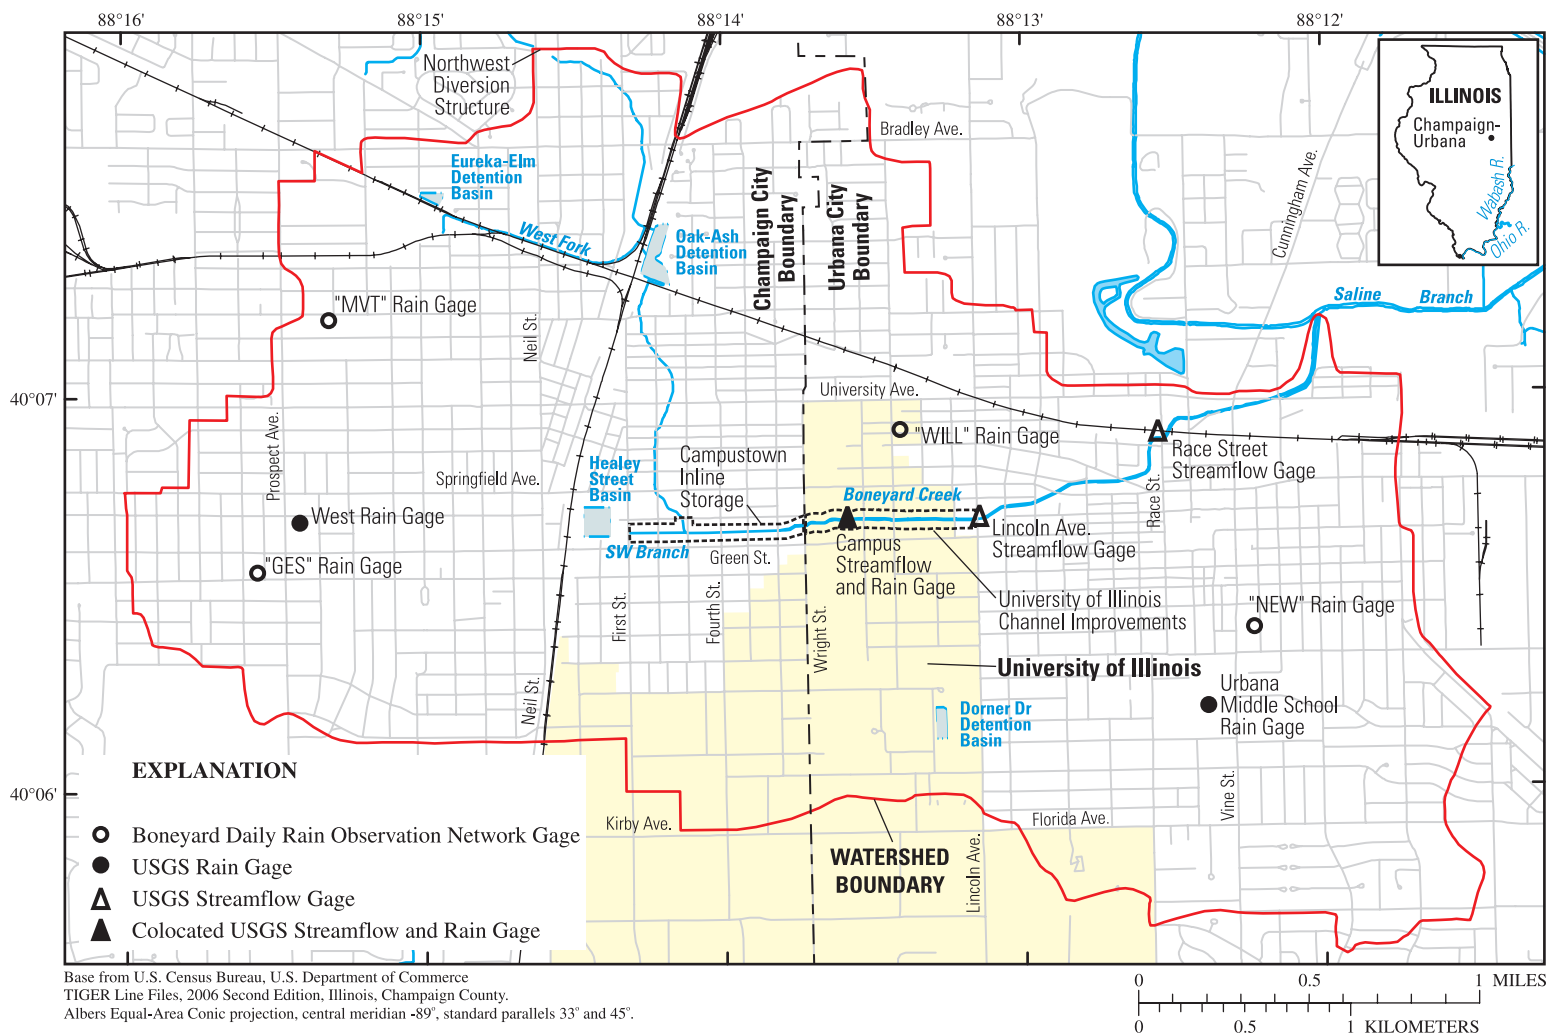 88°16'
88°15'
88°14'
88°13'
88°12'
Northwest
Diversion
Structure
Bradley Ave.
ILLINOIS
Champaign-
Urbana
Wabash R.
Ohio R.
Cunningham Ave.
Eureka-Elm
Detention
Basin
West Fork
Oak-Ash
Detention
Basin
Champaign City
Boundary
Urbana City
Boundary
Saline Branch
"MVT" Rain Gage
Neil St.
40°07'
University Ave.
"WILL" Rain Gage
Race Street
Streamflow Gage
Prospect Ave.
Springfield Ave.
Healey
Street
Basin
Campustown
Inline
Storage
Boneyard Creek
Race St.
West Rain Gage
"GES" Rain Gage
SW Branch
Green St.
Campus
Streamflow
and Rain Gage
Lincoln Ave.
Streamflow Gage
University of Illinois
Channel Improvements
"NEW" Rain Gage
First St.
Fourth St.
Wright St.
University of Illinois
Urbana
Middle School
Rain Gage
Neil St.
Dorner Dr
Detention
Basin
40°06'
Kirby Ave.
Florida Ave.
Vine St.
WATERSHED
BOUNDARY
Lincoln Ave.
EXPLANATION
Boneyard Daily Rain Observation Network Gage
USGS Rain Gage
USGS Streamflow Gage
Colocated USGS Streamflow and Rain Gage
Base from U.S. Census Bureau, U.S. Department of Commerce
TIGER Line Files, 2006 Second Edition, Illinois, Champaign County.
Albers Equal-Area Conic projection, central meridian -89°, standard parallels 33° and 45°.
0 0.5 1 MILES
0 0.5 1 KILOMETERS